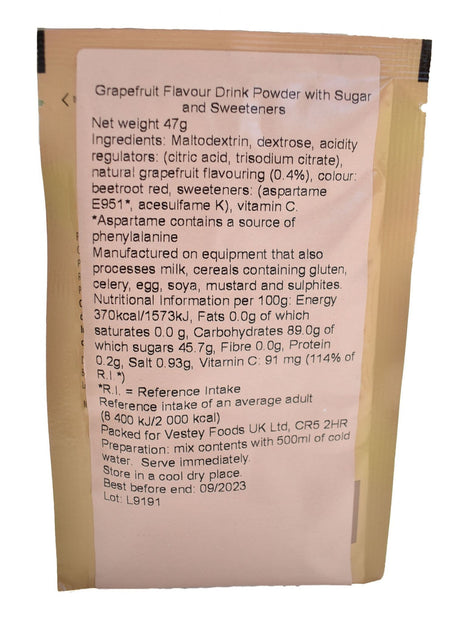 Grapefruit Flavour Drink Powder with Sugar
and Sweeteners
Net weight 47g
Ingredients: Maltodextrin, dextrose, acidity
regulators: (citric acid, trisodium citrate),
natural grapefruit flavouring (0.4%), colour:
beetroot red, sweeteners: (aspartame
E951*, acesulfame K), vitamin C.
*Aspartame contains a source of
phenylalanine
Manufactured on equipment that also
processes milk, cereals containing gluten,
celery, egg, soya, mustard and sulphites.
Nutritional Information per 100g: Energy
370kcal/1573kJ, Fats 0.0g of which
saturates 0.0 g, Carbohydrates 89.0g of
which sugars 45.7g, Fibre 0.0g, Protein
0.2g, Salt 0.93g, Vitamin C: 91 mg (114% of
R.I.*)
*R.I. = Reference Intake
Reference intake of an average adult
(8 400 kJ/2 000 kcal)
Packed for Vestey Foods UK Ltd, CR5 2HR
Preparation: mix contents with 500ml of cold
water. Serve immediately.
Store in a cool dry place.
Best before end: 09/2023
Lot: L9191